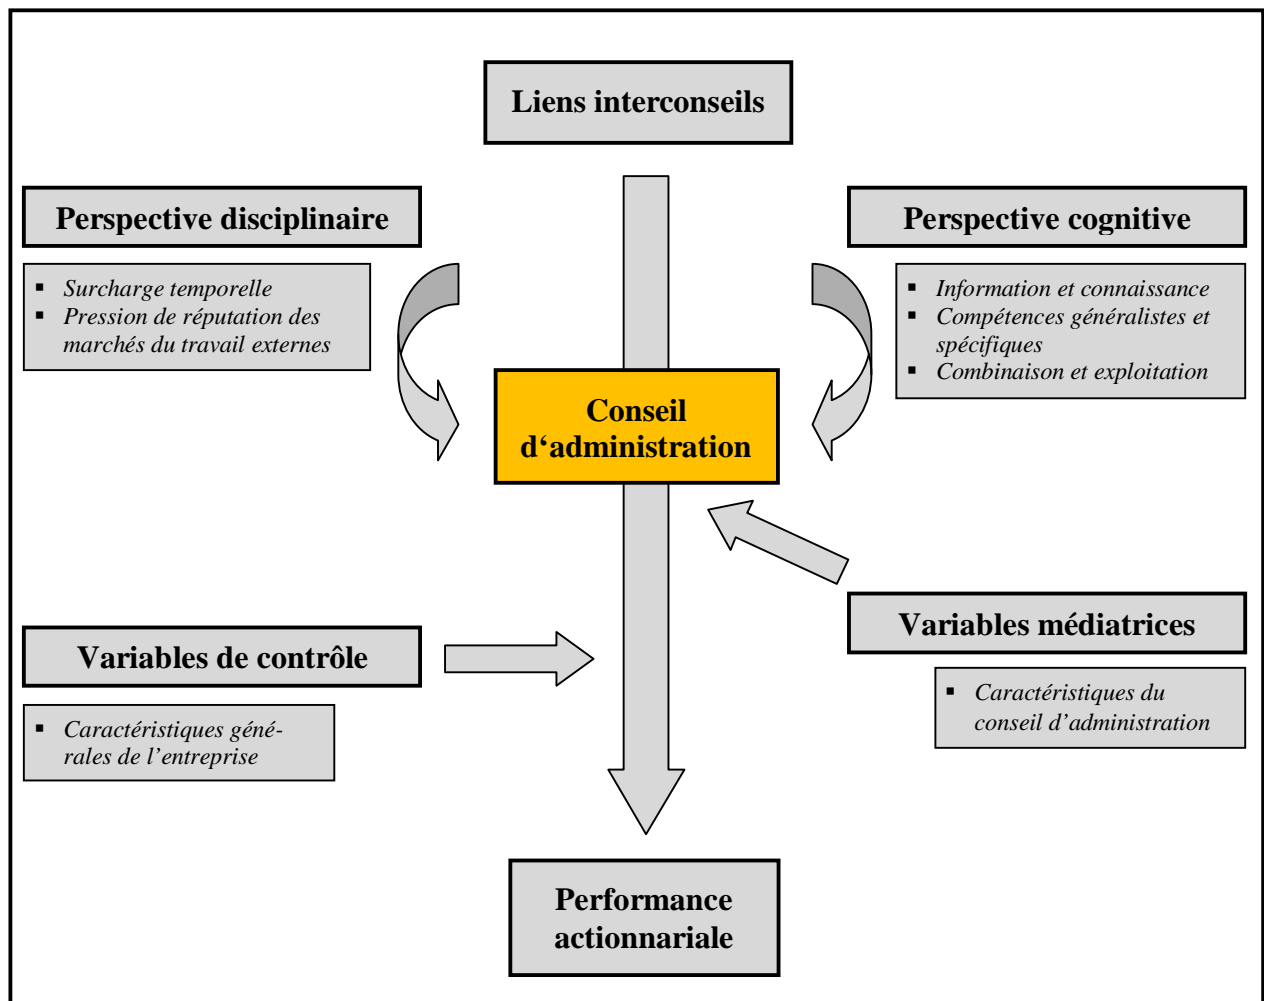 Liens interconseils
Perspective disciplinaire
▪ Surcharge temporelle
▪ Pression de réputation des
marchés du travail externes
Perspective cognitive
▪ Information et connaissance
▪ Compétences généralistes et
spécifiques
▪ Combinaison et exploitation
Conseil
d‘administration
Variables de contrôle
▪ Caractéristiques géné-
rales de l’entreprise
Variables médiatrices
▪ Caractéristiques du
conseil d’administration
Performance
actionnariale